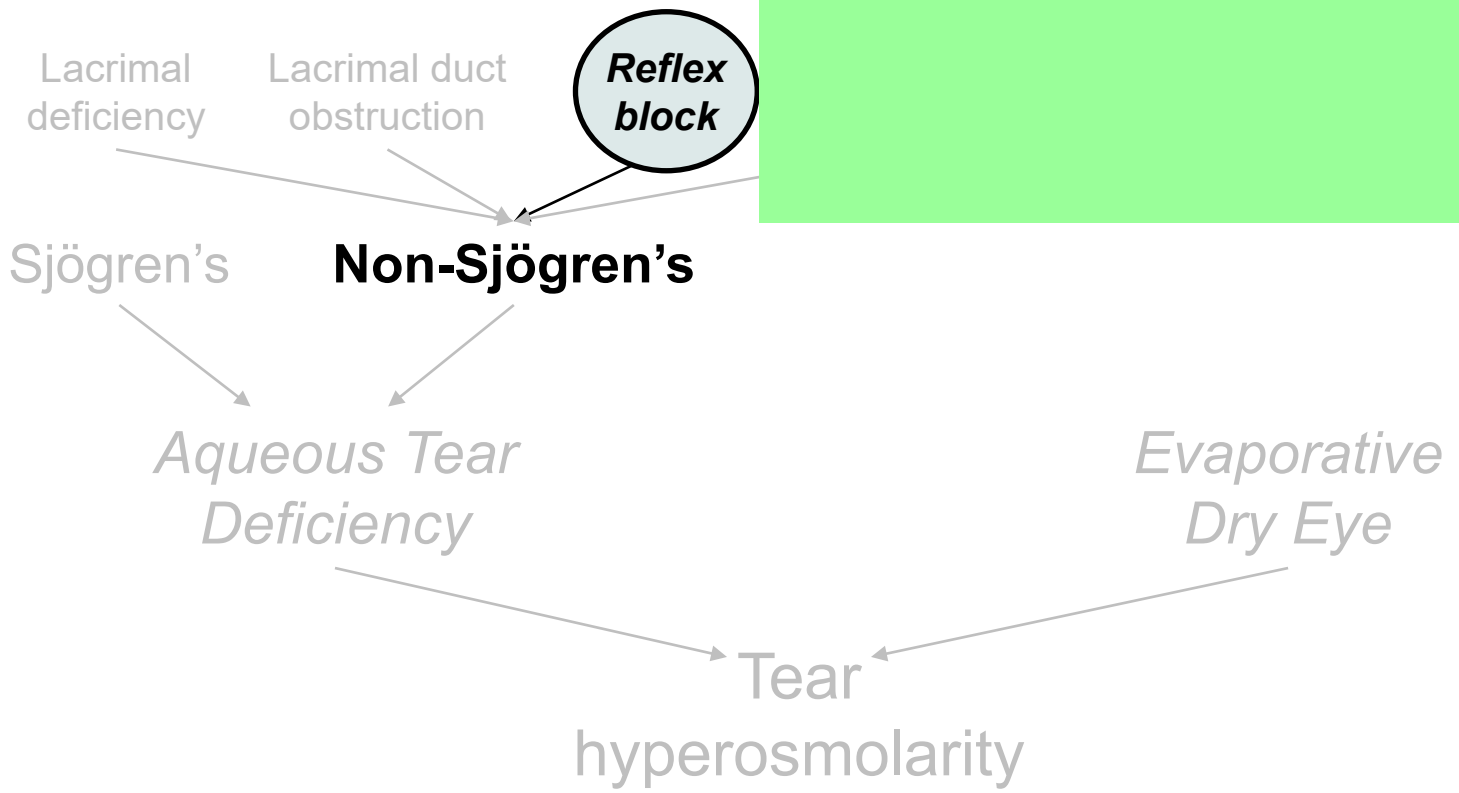 Lacrimal
deficiency
Lacrimal duct
obstruction
Reflex
block
Sjögren’s
Non-Sjögren’s
Aqueous Tear
Deficiency
Evaporative
Dry Eye
Tear
hyperosmolarity